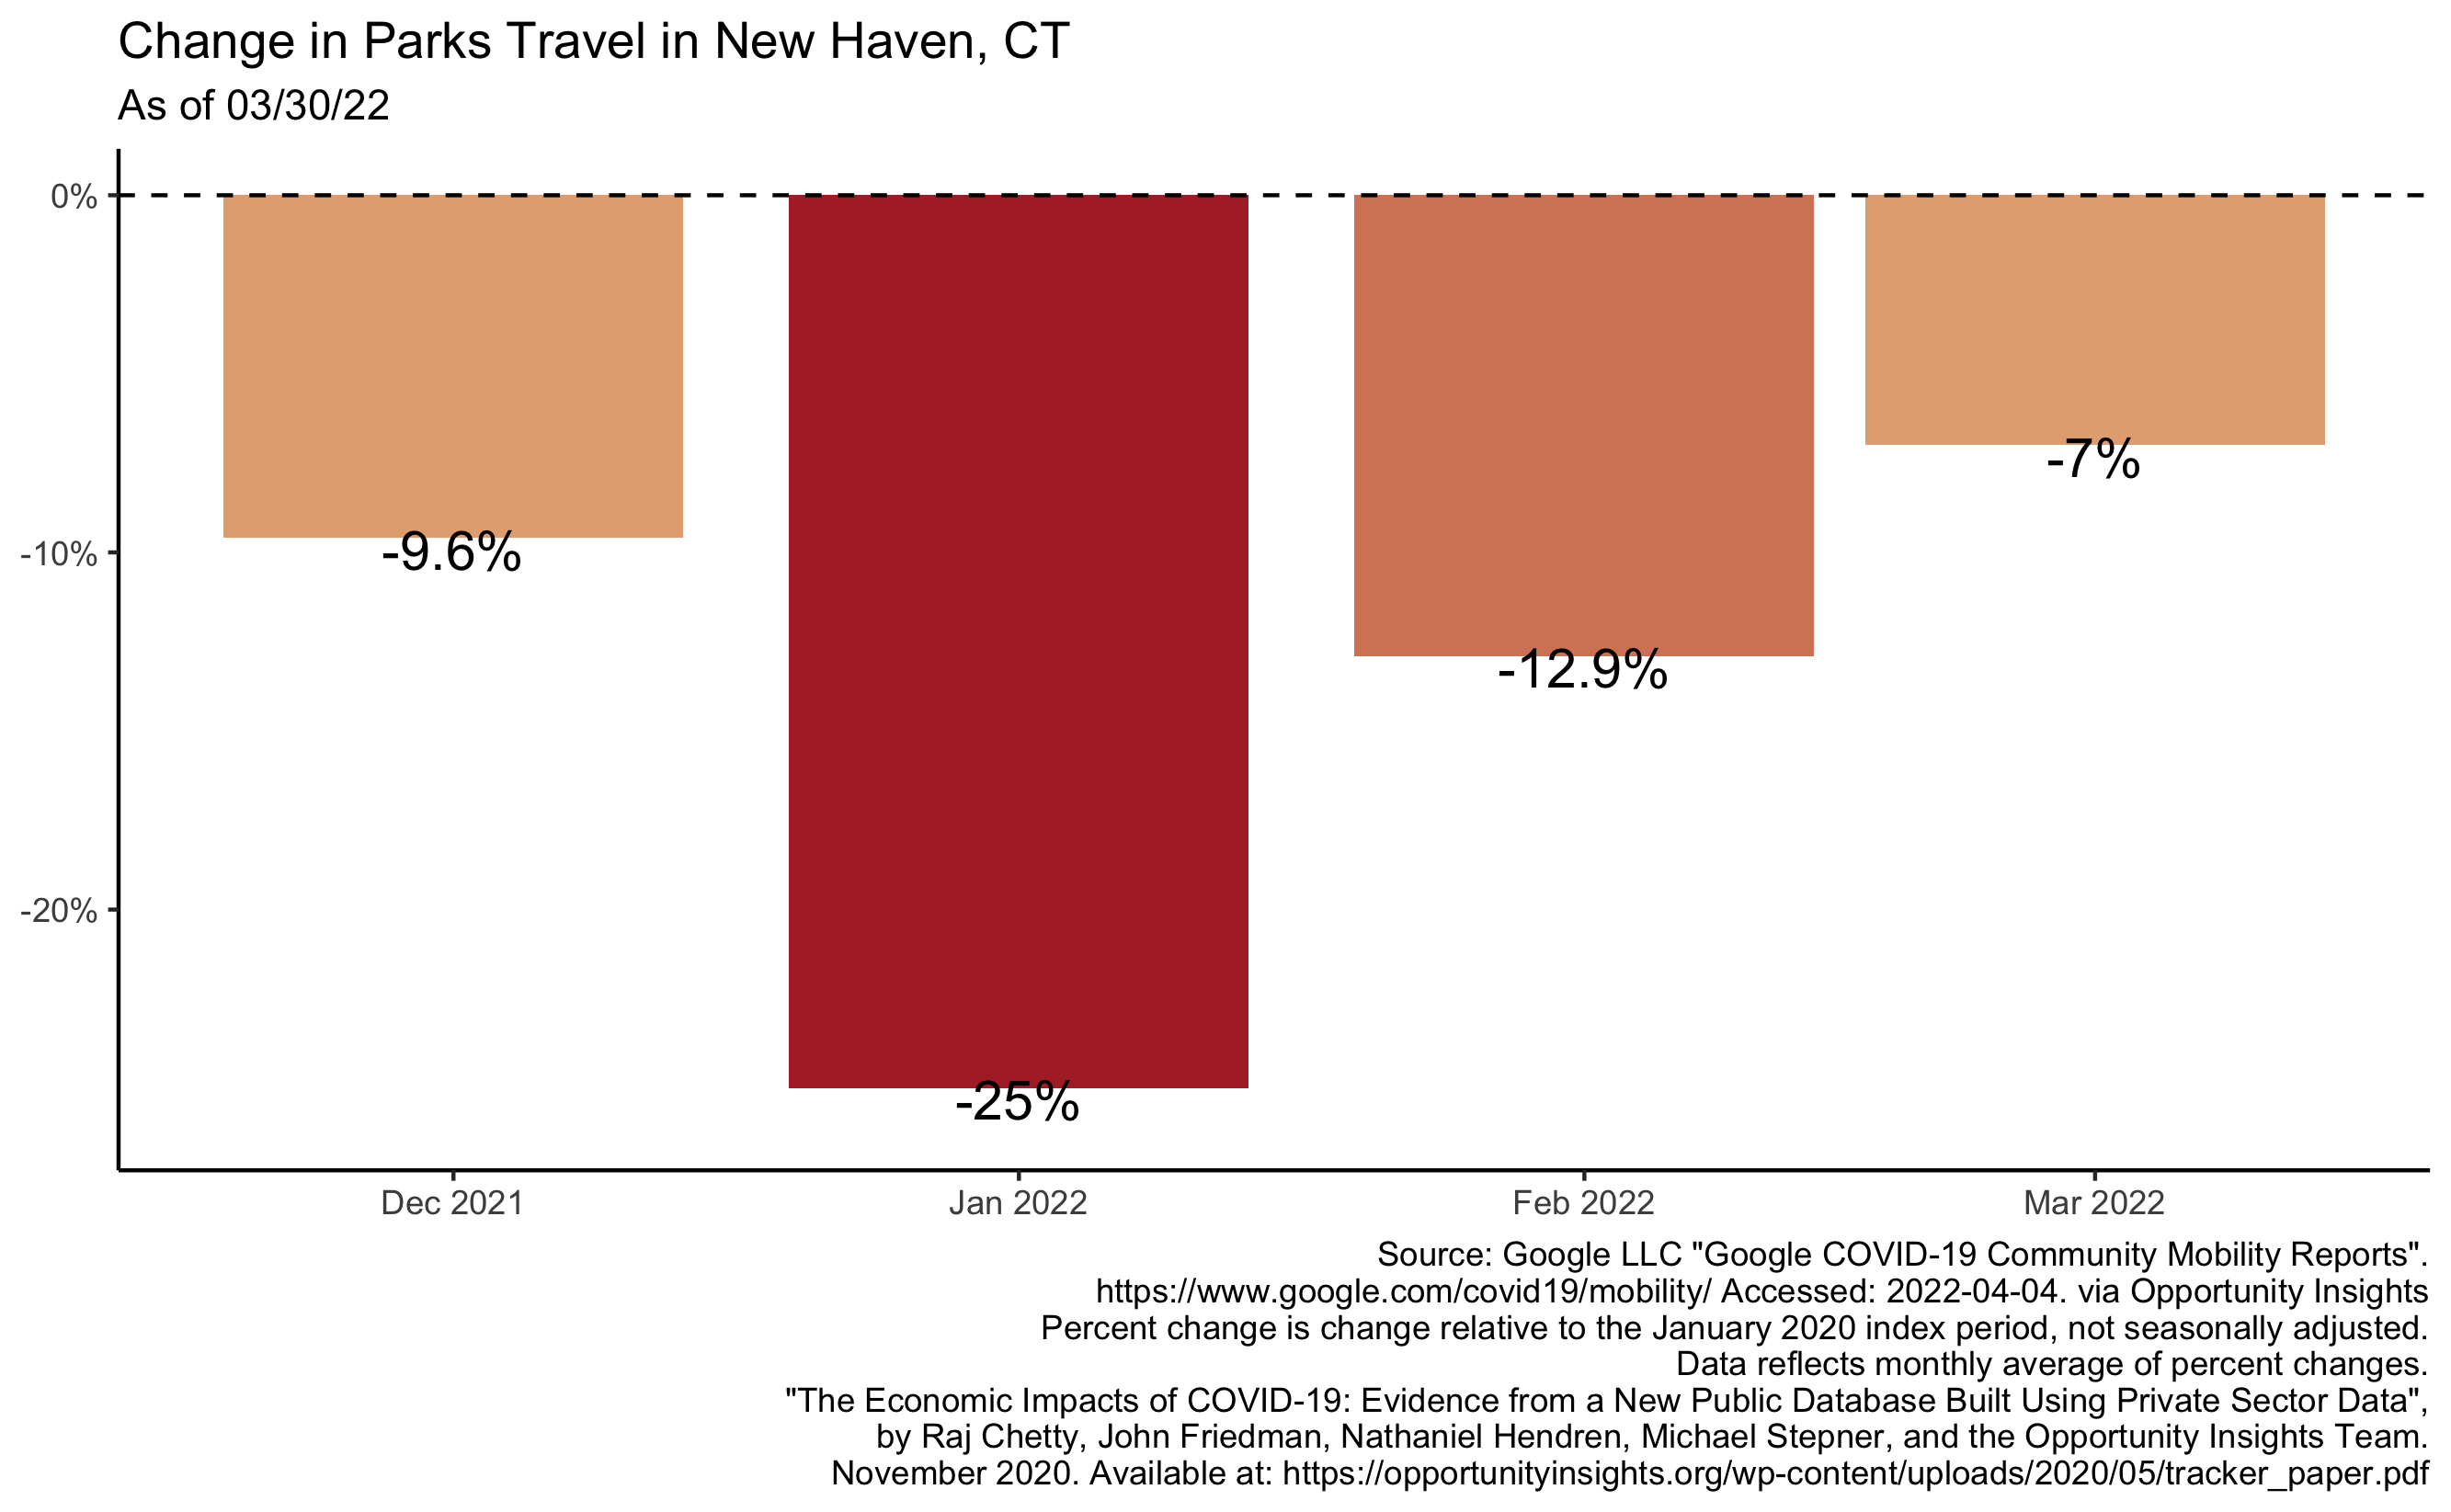 Change in Parks Travel in New Haven, CT
As of 03/30/22
0%
-10%
-20%
-9.6%
-25%
-12.9%
-7%
Dec 2021
Jan 2022
Feb 2022
Mar 2022
Source: Google LLC "Google COVID-19 Community Mobility Reports".
https://www.google.com/covid19/mobility/ Accessed: 2022-04-04. via Opportunity Insights
Percent change is change relative to the January 2020 index period, not seasonally adjusted.
Data reflects monthly average of percent changes.
"The Economic Impacts of COVID-19: Evidence from a New Public Database Built Using Private Sector Data",
by Raj Chetty, John Friedman, Nathaniel Hendren, Michael Stepner, and the Opportunity Insights Team.
November 2020. Available at: https://opportunityinsights.org/wp-content/uploads/2020/05/tracker_paper.pdf